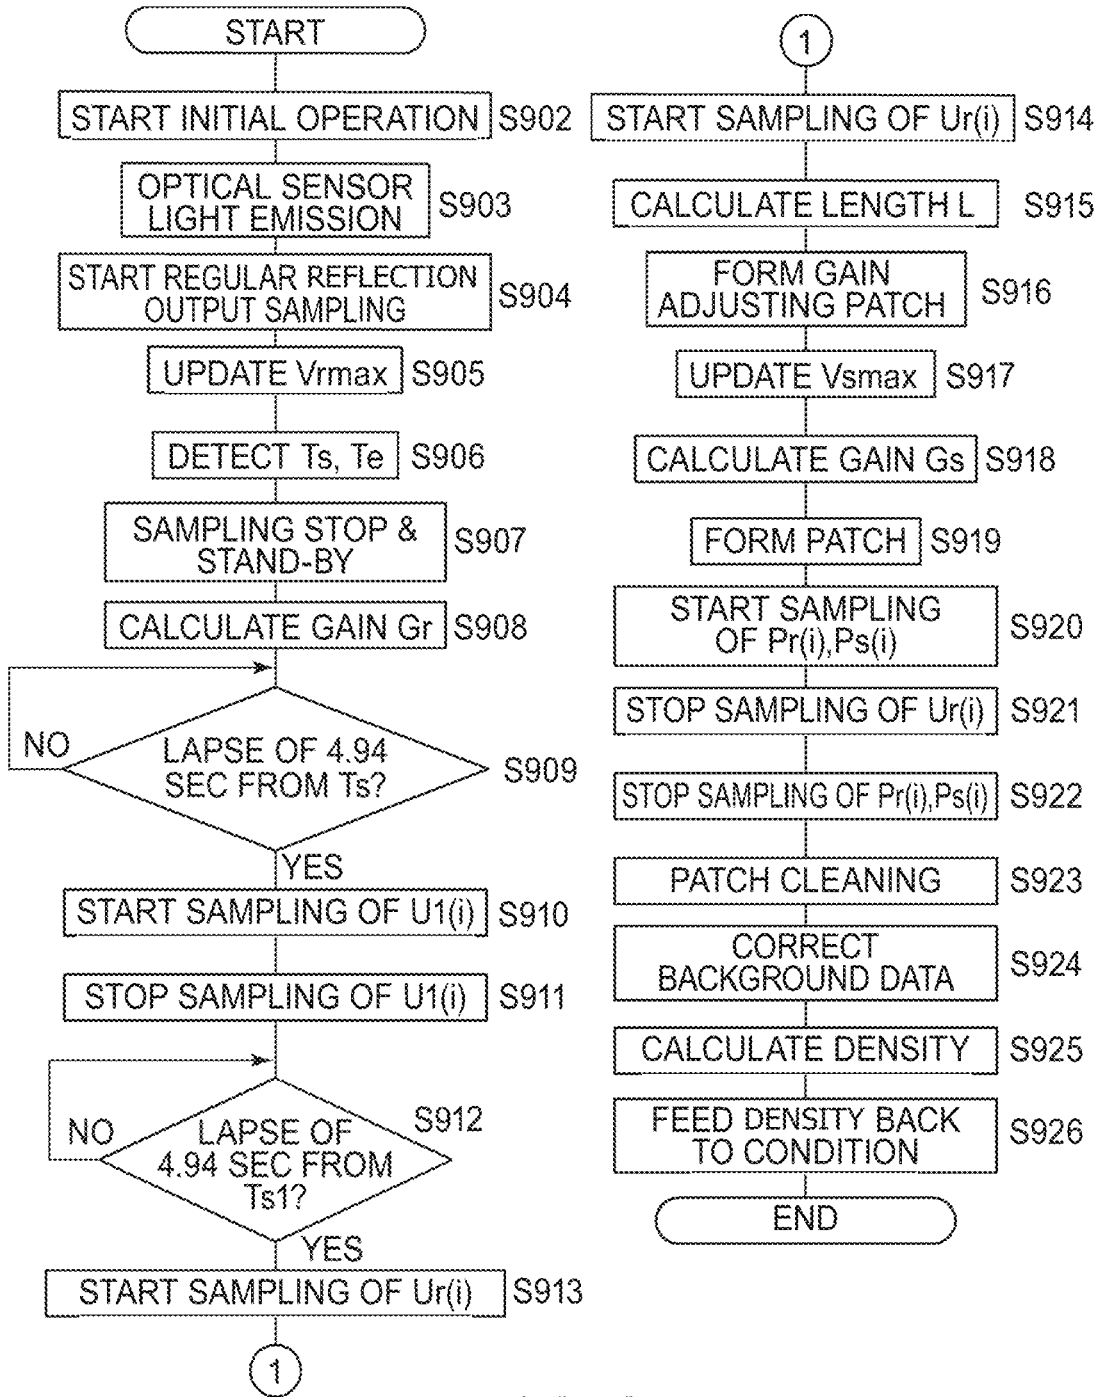 START
START INITIAL OPERATION S902
OPTICAL SENSOR
LIGHT EMISSION
S903
START REGULAR REFLECTION
OUTPUT SAMPLING
S904
UPDATE Vrmax S905
DETECT Ts, Te S906
SAMPLING STOP &
STAND-BY
S907
CALCULATE GAIN Gr S908
NO
LAPSE OF 4.94
SEC FROM Ts?
S909
YES
START SAMPLING OF U1(i) S910
STOP SAMPLING OF U1(i) S911
NO
LAPSE OF
4.94 SEC FROM
Ts1?
S912
YES
START SAMPLING OF Ur(i) S913
1
1
START SAMPLING OF Ur(i) S914
CALCULATE LENGTH L S915
FORM GAIN
ADJUSTING PATCH
S916
UPDATE Vsmax S917
CALCULATE GAIN Gs S918
FORM PATCH S919
START SAMPLING
OF Pr(i),Ps(i)
S920
STOP SAMPLING OF Ur(i) S921
STOP SAMPLING OF Pr(i),Ps(i) S922
PATCH CLEANING S923
CORRECT
BACKGROUND DATA
S924
CALCULATE DENSITY S925
FEED DENSITY BACK
TO CONDITION
S926
END